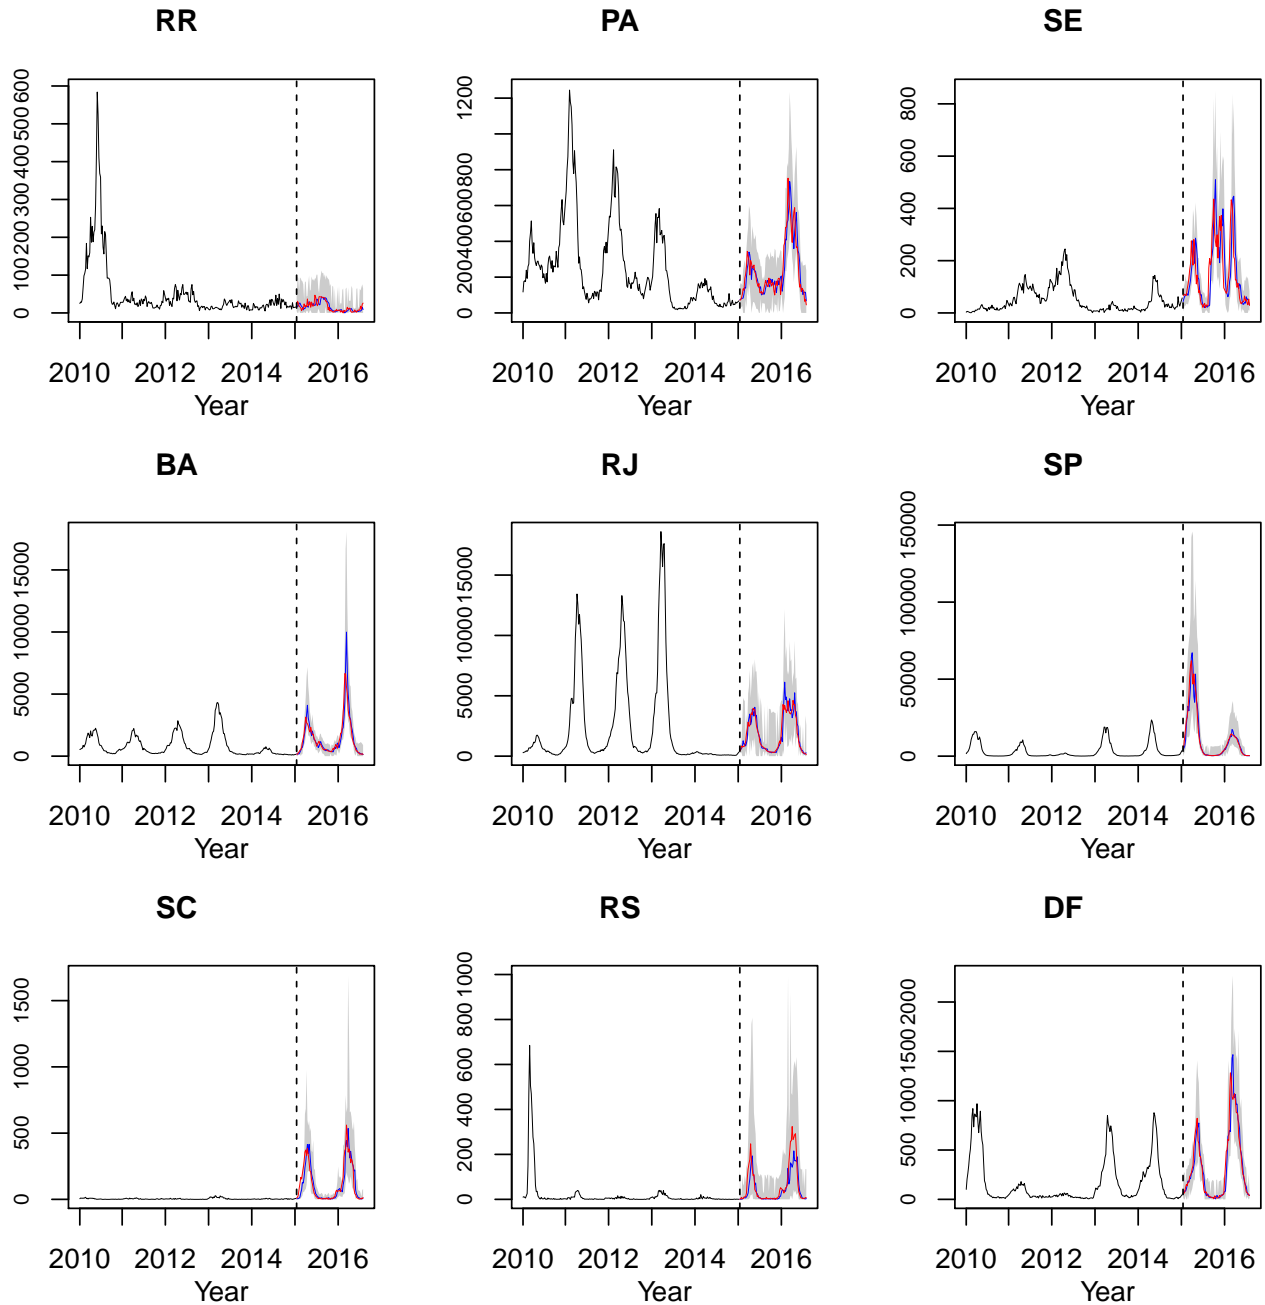 RR
PA
SE
0 100 200 300 400 500 600
0 200 400 600 800 1200
0 200 400 600 800
2010 2012 2014 2016
2010 2012 2014 2016
2010 2012 2014 2016
Year
Year
Year
BA
RJ
SP
0 5000 10000 15000
0 5000 10000 15000
0 50000 100000 150000
2010 2012 2014 2016
2010 2012 2014 2016
2010 2012 2014 2016
Year
Year
Year
SC
RS
DF
0 500 1000 1500
0 200 400 600 800 1000
0 500 1000 1500 2000
2010 2012 2014 2016
2010 2012 2014 2016
2010 2012 2014 2016
Year
Year
Year